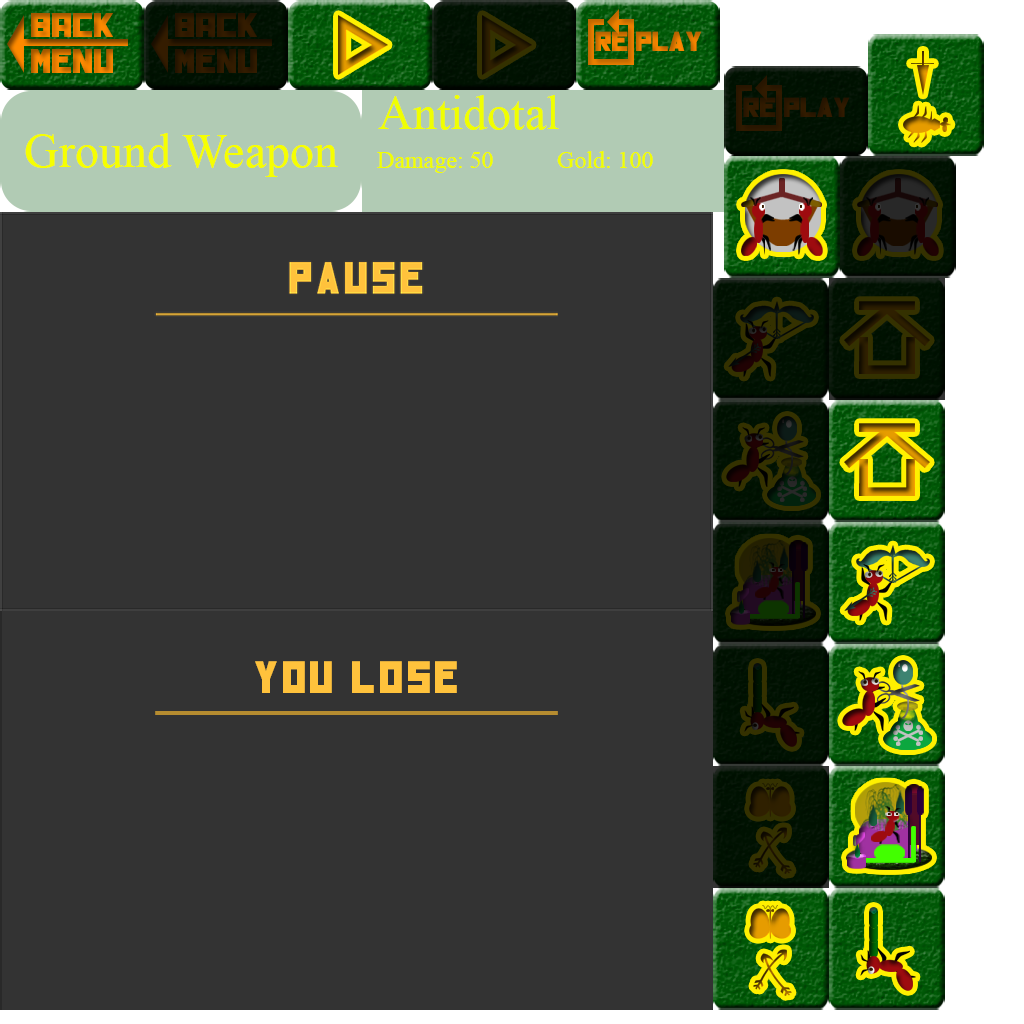 BACK
MENU
BACK
MENU
REPLAY
REPLAY
Ground Weapon
Antidotal
Damage: 50 Gold: 100
PAUSE
YOU LOSE